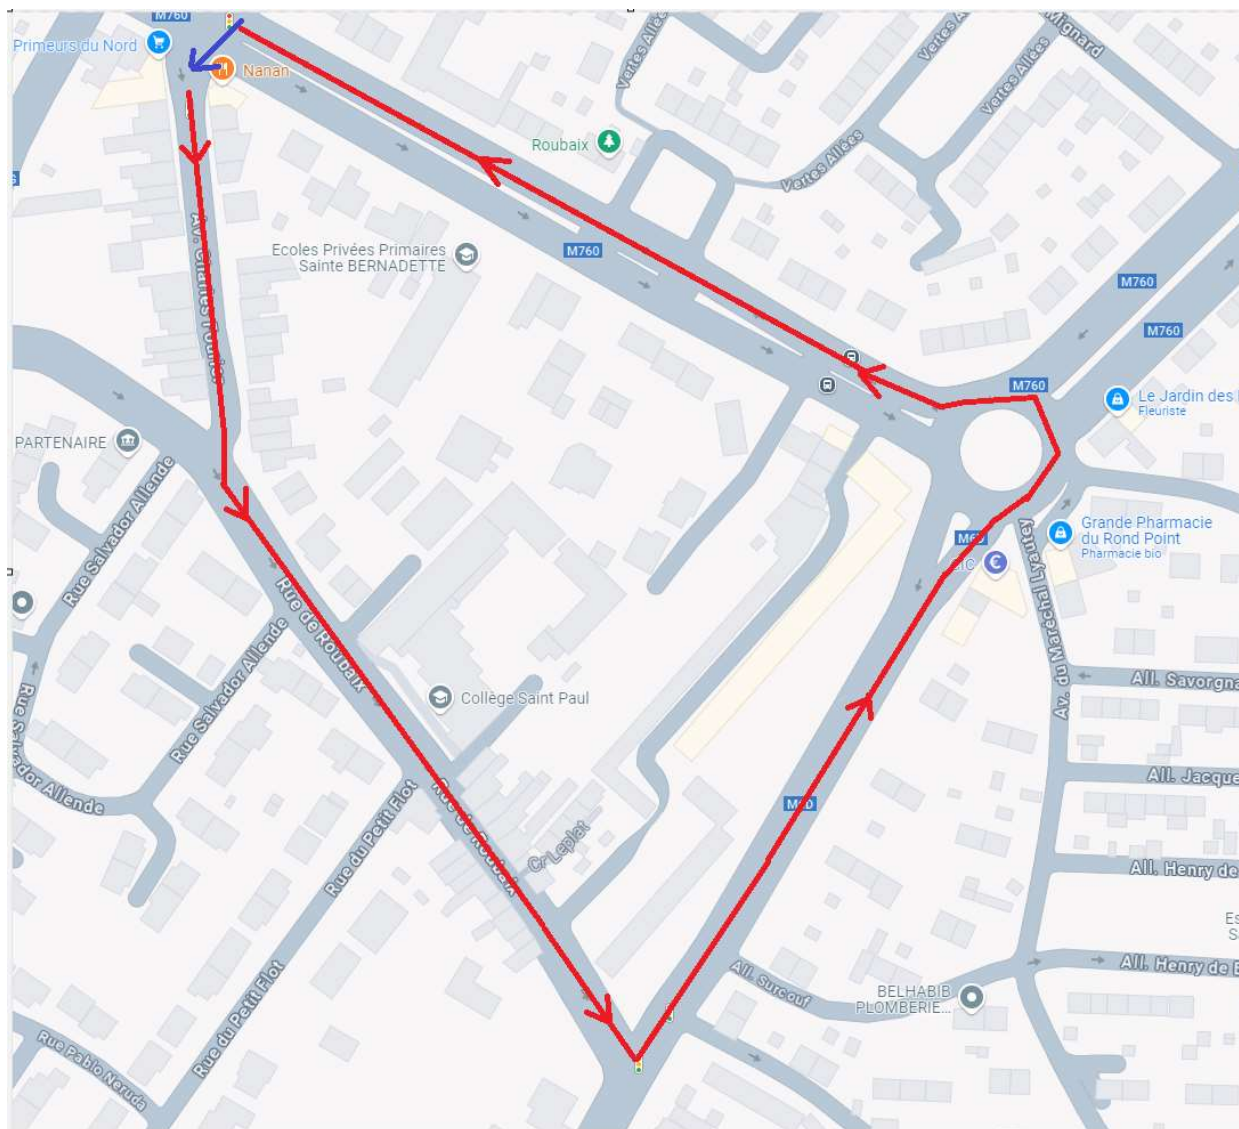 M760
Mignard
Vertes Allées
Vertes Allées
Vertes Allées
Primeurs du Nord
Nanan
Roubaix
Vertes Allées
Av. Charles Fourier
Ecoles Privées Primaires
Sainte BERNADETTE
M760
M760
M760
M760
Le Jardin des
Fleuriste
PARTENAIRE
Rue Salvador Allende
Grande Pharmacie
du Rond Point
Pharmacie bio
CIC
Av. du Maréchal Lyautey
Rue de Roubaix
Rue Salvador Allende
All. Savorgna
Collège Saint Paul
Rue Salvador Allende
All. Jacque
Rue du Petit Flot
Rue de Roubaix
Cr Leplat
All. Henry de
Es
S
All. Henry de B
All. Surcouf
BELHABIB
PLOMBERIE...
Rue du Petit Flot
Rue Pablo Neruda